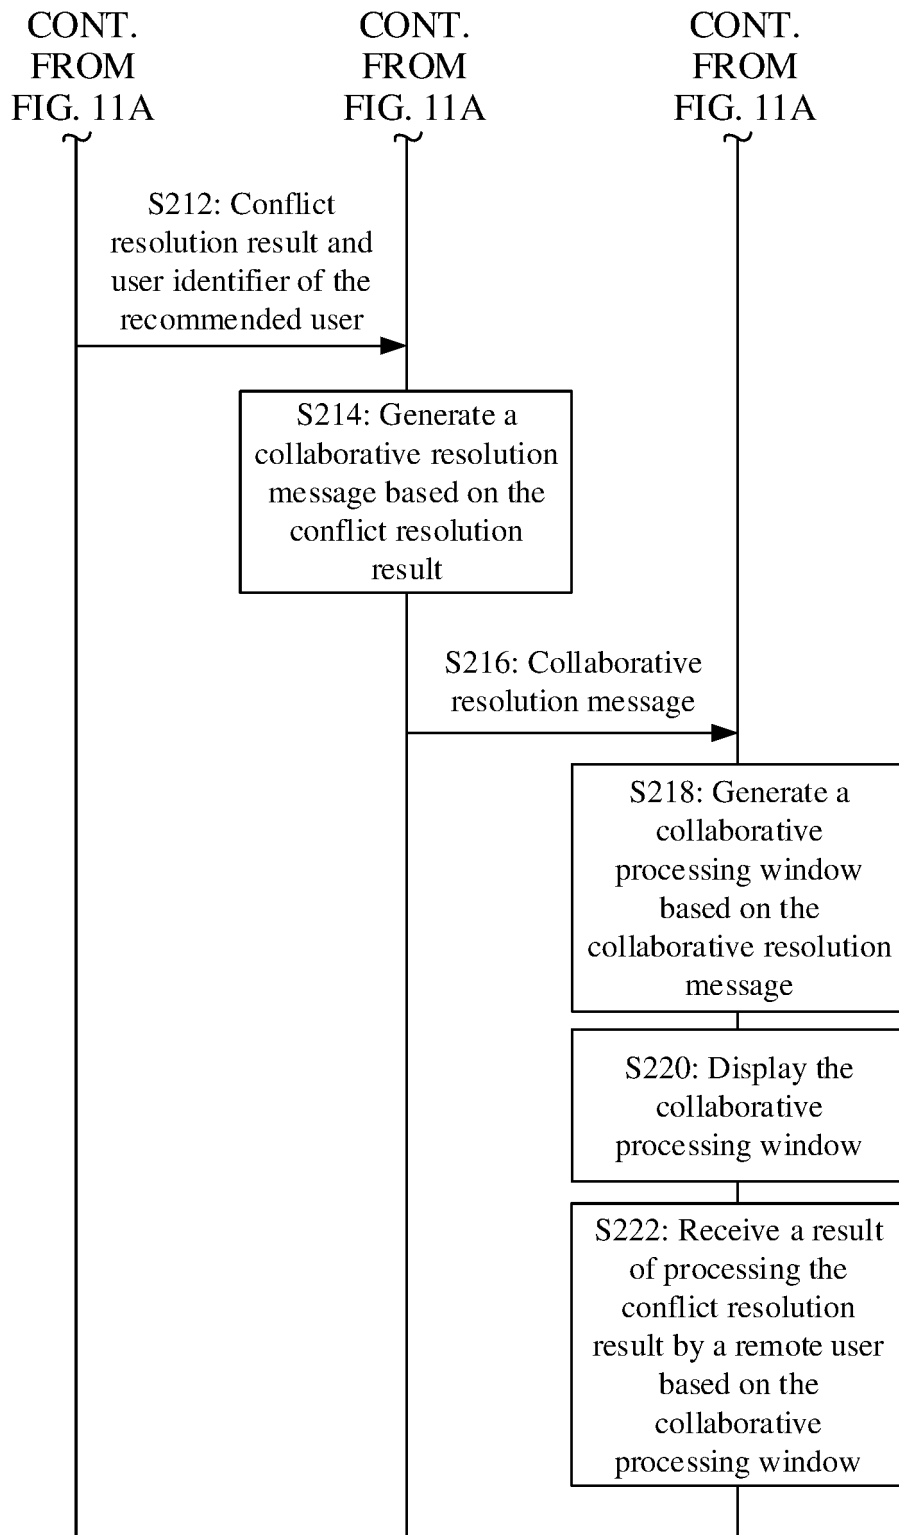 CONT.
FROM
FIG. 11A
CONT.
FROM
FIG. 11A
CONT.
FROM
FIG. 11A
S212: Conflict
resolution result and
user identifier of the
recommended user
S214: Generate a
collaborative resolution
message based on the
conflict resolution
result
S216: Collaborative
resolution message
S218: Generate a
collaborative
processing window
based on the
collaborative resolution
message
S220: Display the
collaborative
processing window
S222: Receive a result
of processing the
conflict resolution
result by a remote user
based on the
collaborative
processing window